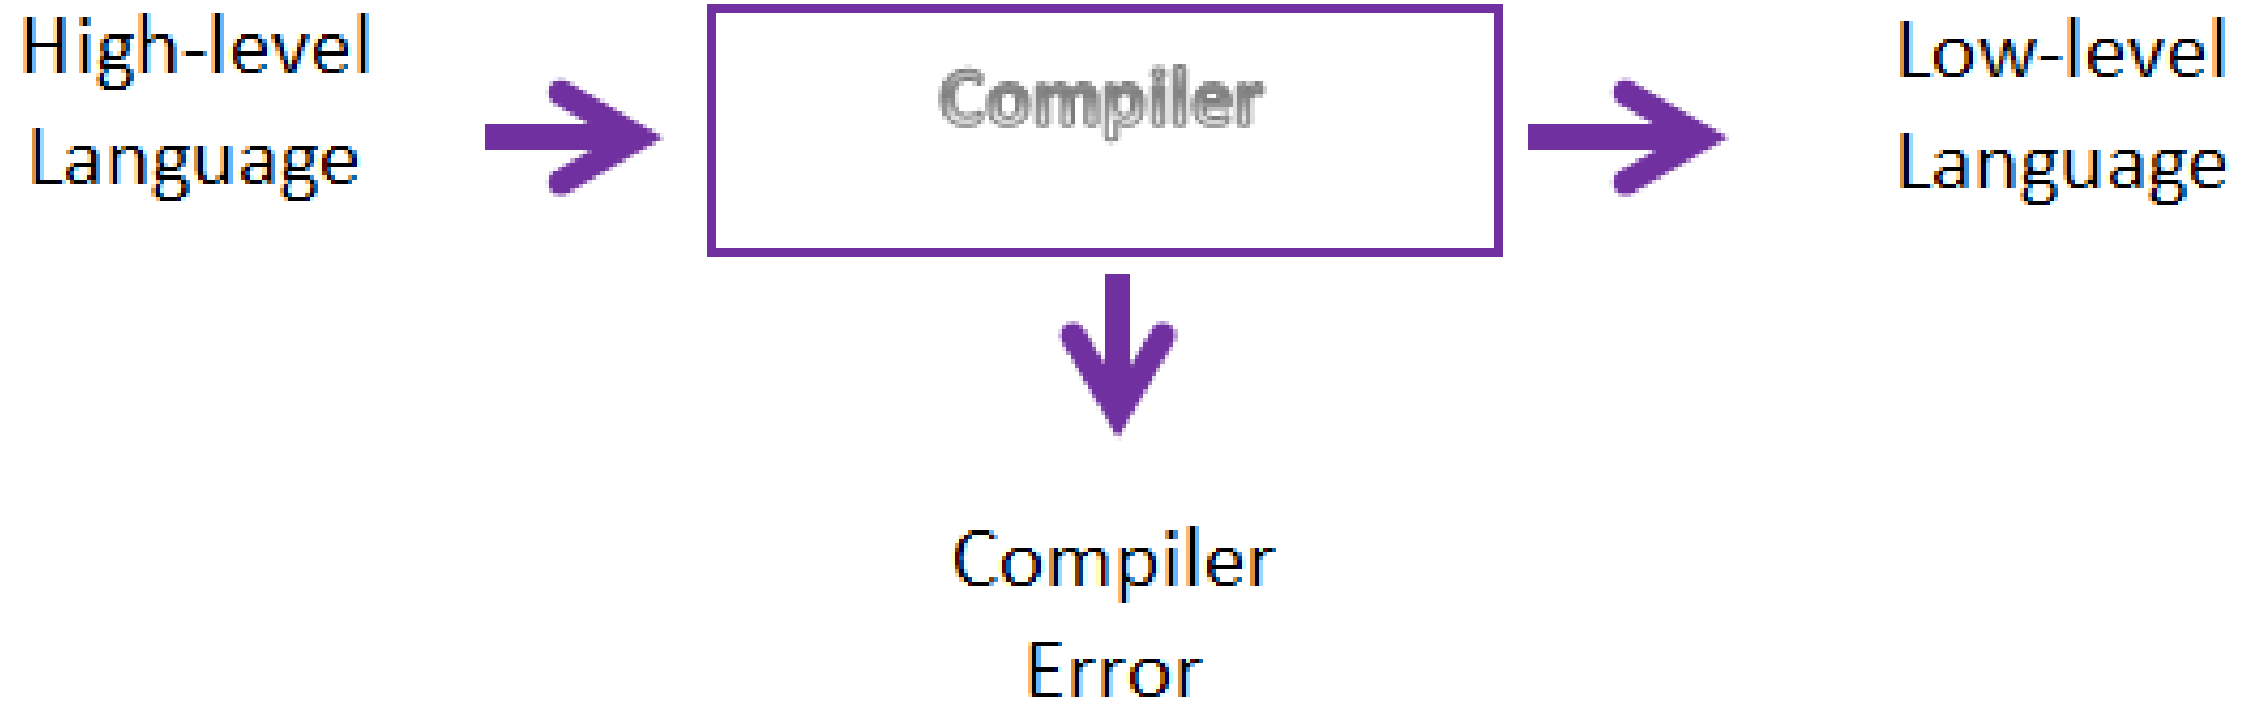 High-level
Language
Compiler
Low-level
Language
Compiler
Error